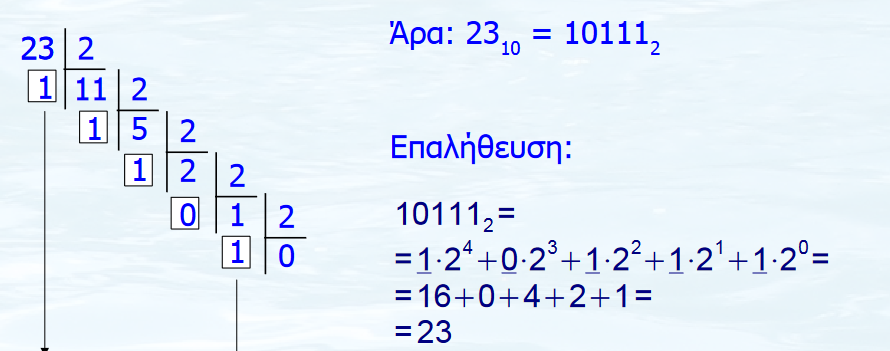 23 2
1 11 2
1 5 2
1 2 2
0 1 2
1 0
Άρα: 23₁₀ = 10111₂
Επαλήθευση:
10111₂=
=1·2⁴+0·2³+1·2²+1·2¹+1·2⁰=
=16+0+4+2+1=
=23